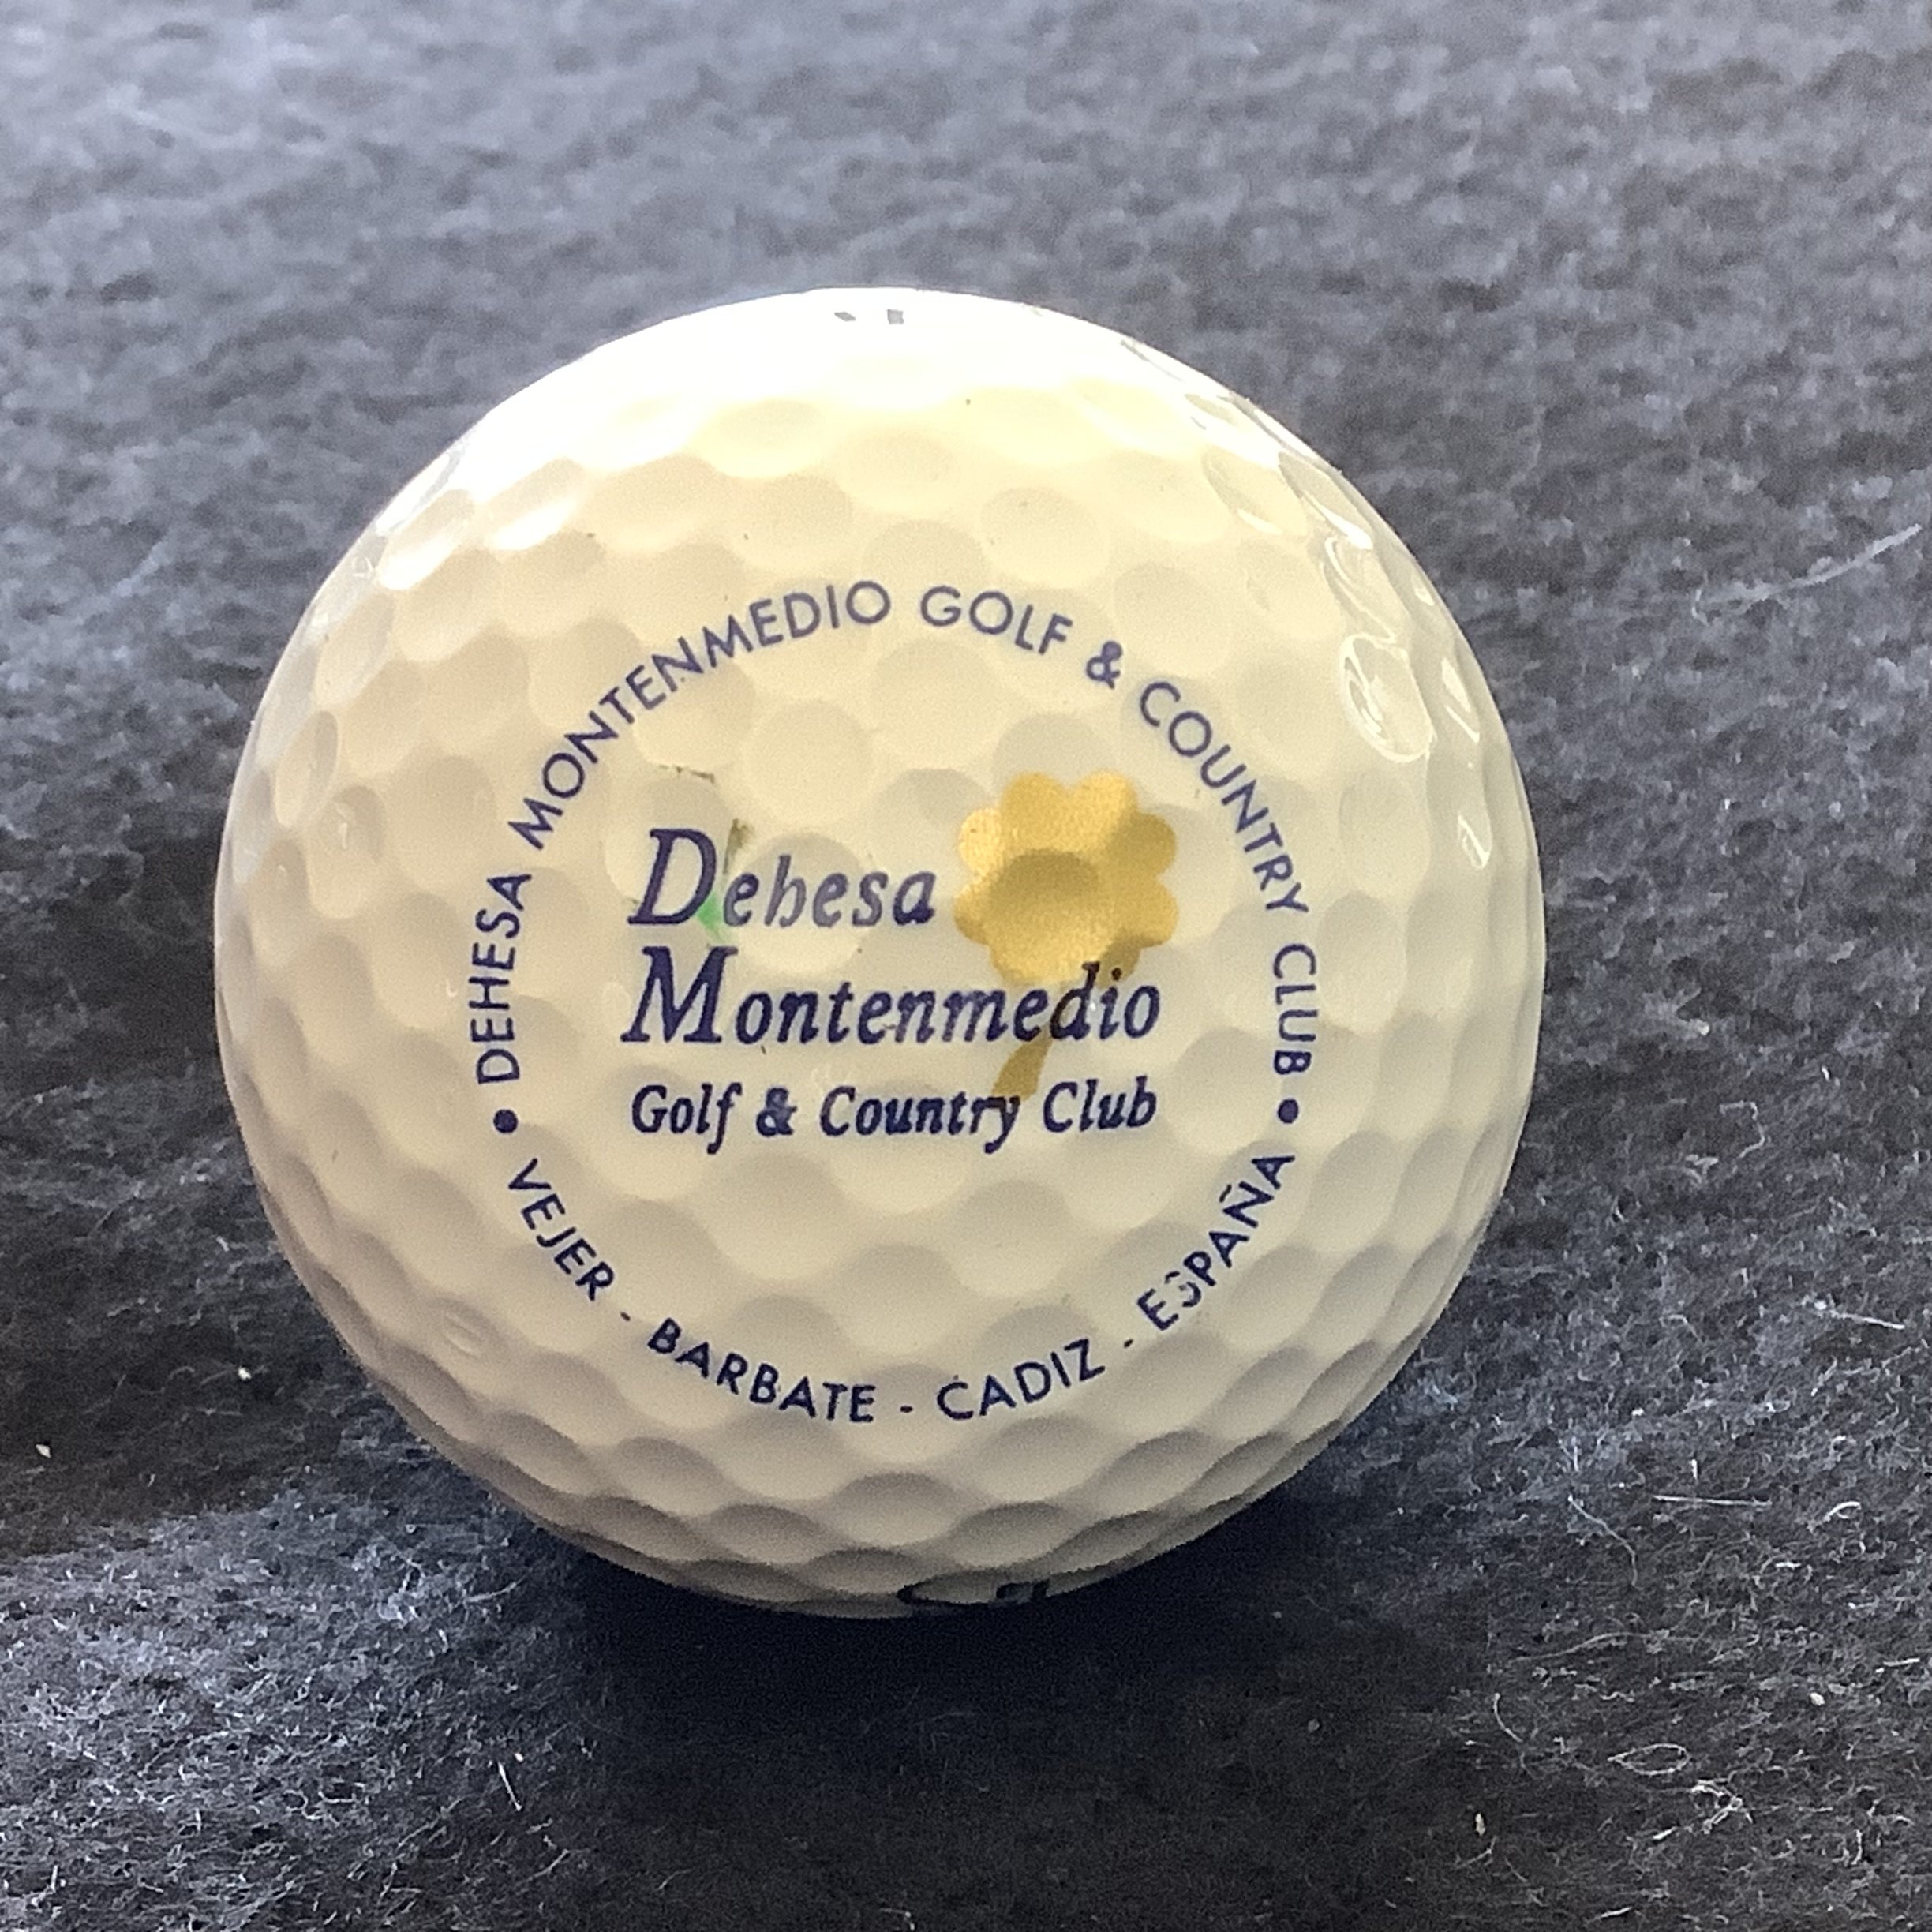 • DEHESA MONTENMEDIO GOLF & COUNTRY CLUB •
Dehesa
Montenmedio
Golf & Country Club
VEJER - BARBATE - CADIZ - ESPAÑA